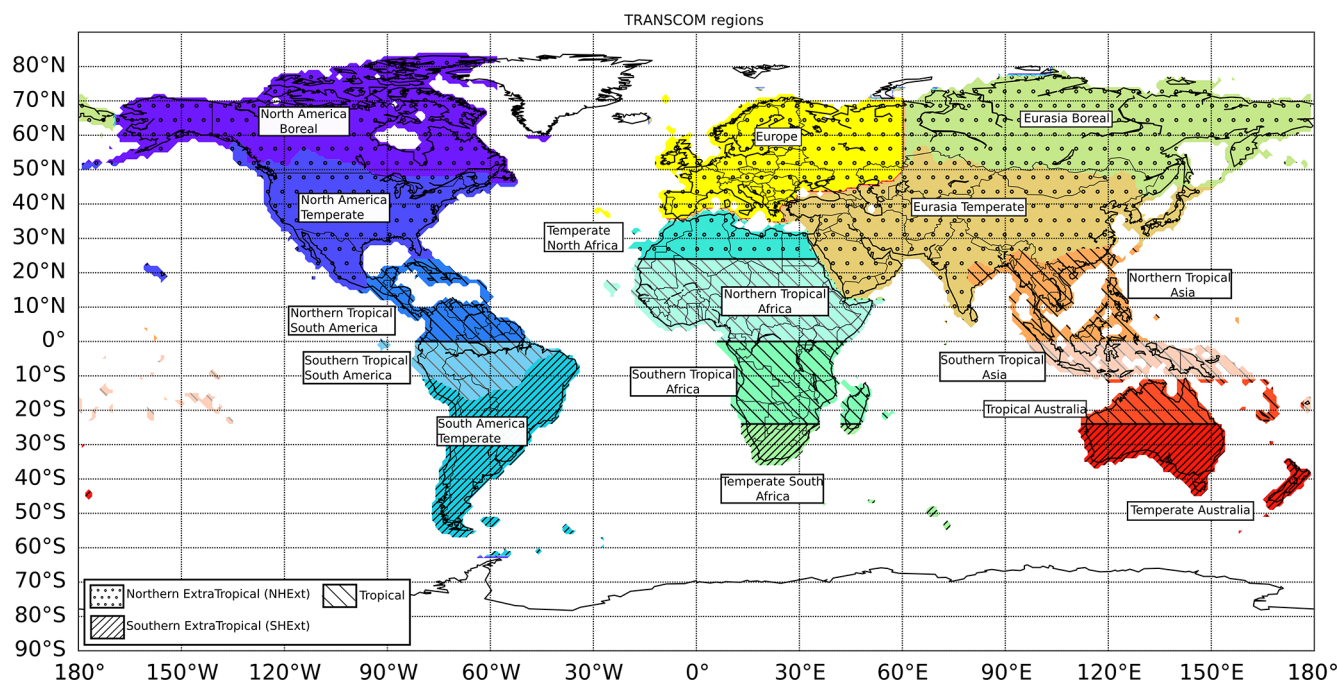 TRANSCOM regions
80°N
70°N
60°N
50°N
40°N
30°N
20°N
10°N
0°
10°S
20°S
30°S
40°S
50°S
60°S
70°S
80°S
90°S
North America
Boreal
Europe
Eurasia Boreal
North America
Temperate
Eurasia Temperate
Temperate
North Africa
Northern Tropical
Asia
Northern Tropical
Africa
Northern Tropical
South America
Southern Tropical
South America
Southern Tropical
Asia
Southern Tropical
Africa
Tropical Australia
South America
Temperate
Temperate South
Africa
Temperate Australia
Northern ExtraTropical (NHExt)
Tropical
Southern ExtraTropical (SHExt)
180°
150°W
120°W
90°W
60°W
30°W
0°
30°E
60°E
90°E
120°E
150°E
180°